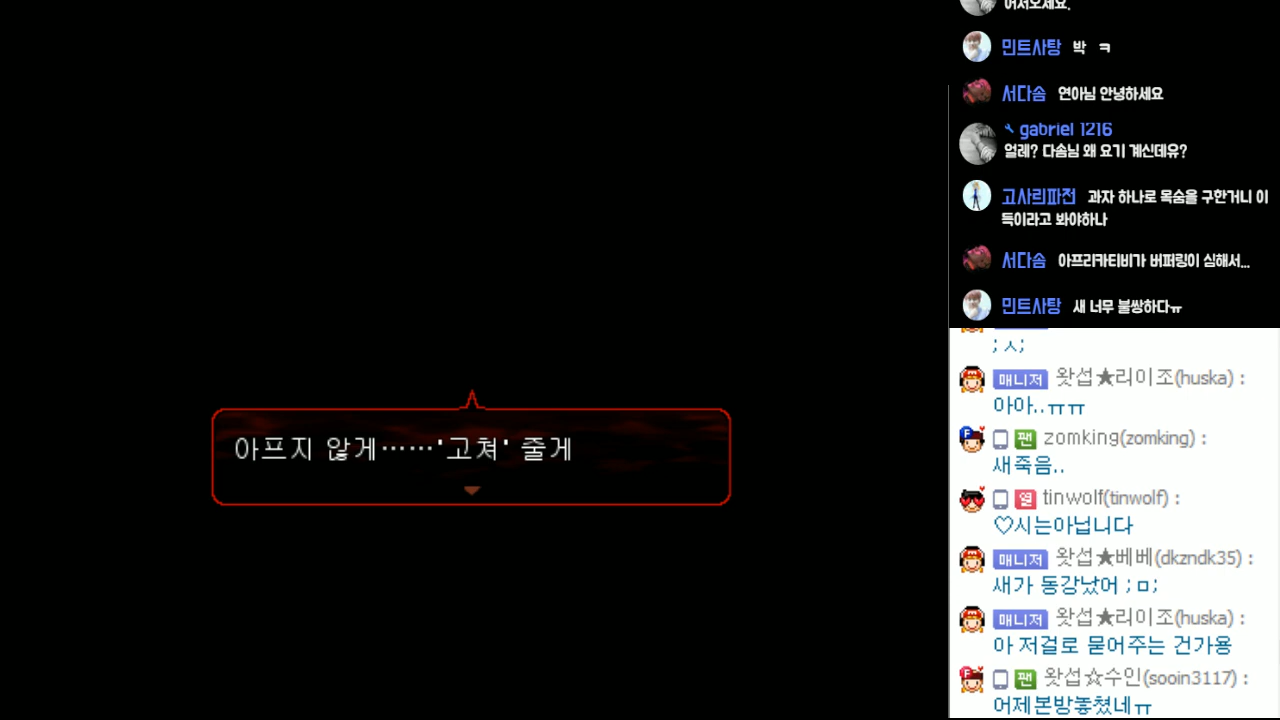 아프지 않게……'고쳐' 줄게
어서오세요.
민트사탕 박 ㅋ
서다솜 연아님 안녕하세요
gabriel 1216
얼레? 다솜님 왜 요기 계신데유?
고사리파전 과자 하나로 목숨을 구한거니 이
득이라고 봐야하나
서다솜 아프리카티비가 버퍼링이 심해서...
민트사탕 새 너무 불쌍하다ㅠ
;ㅅ;
매니저 왓섭★리이조(huska) :
아아..ㅠㅠ
팬 zomking(zomking) :
새죽음..
열 tinwolf(tinwolf) :
♡시는아닙니다
매니저 왓섭★베베(dkzndk35) :
새가 동강났어 ;ㅁ;
매니저 왓섭★리이조(huska) :
아 저걸로 묻어주는 건가용
팬 왓섭☆수인(sooin3117) :
어제본방놓쳤네ㅠ